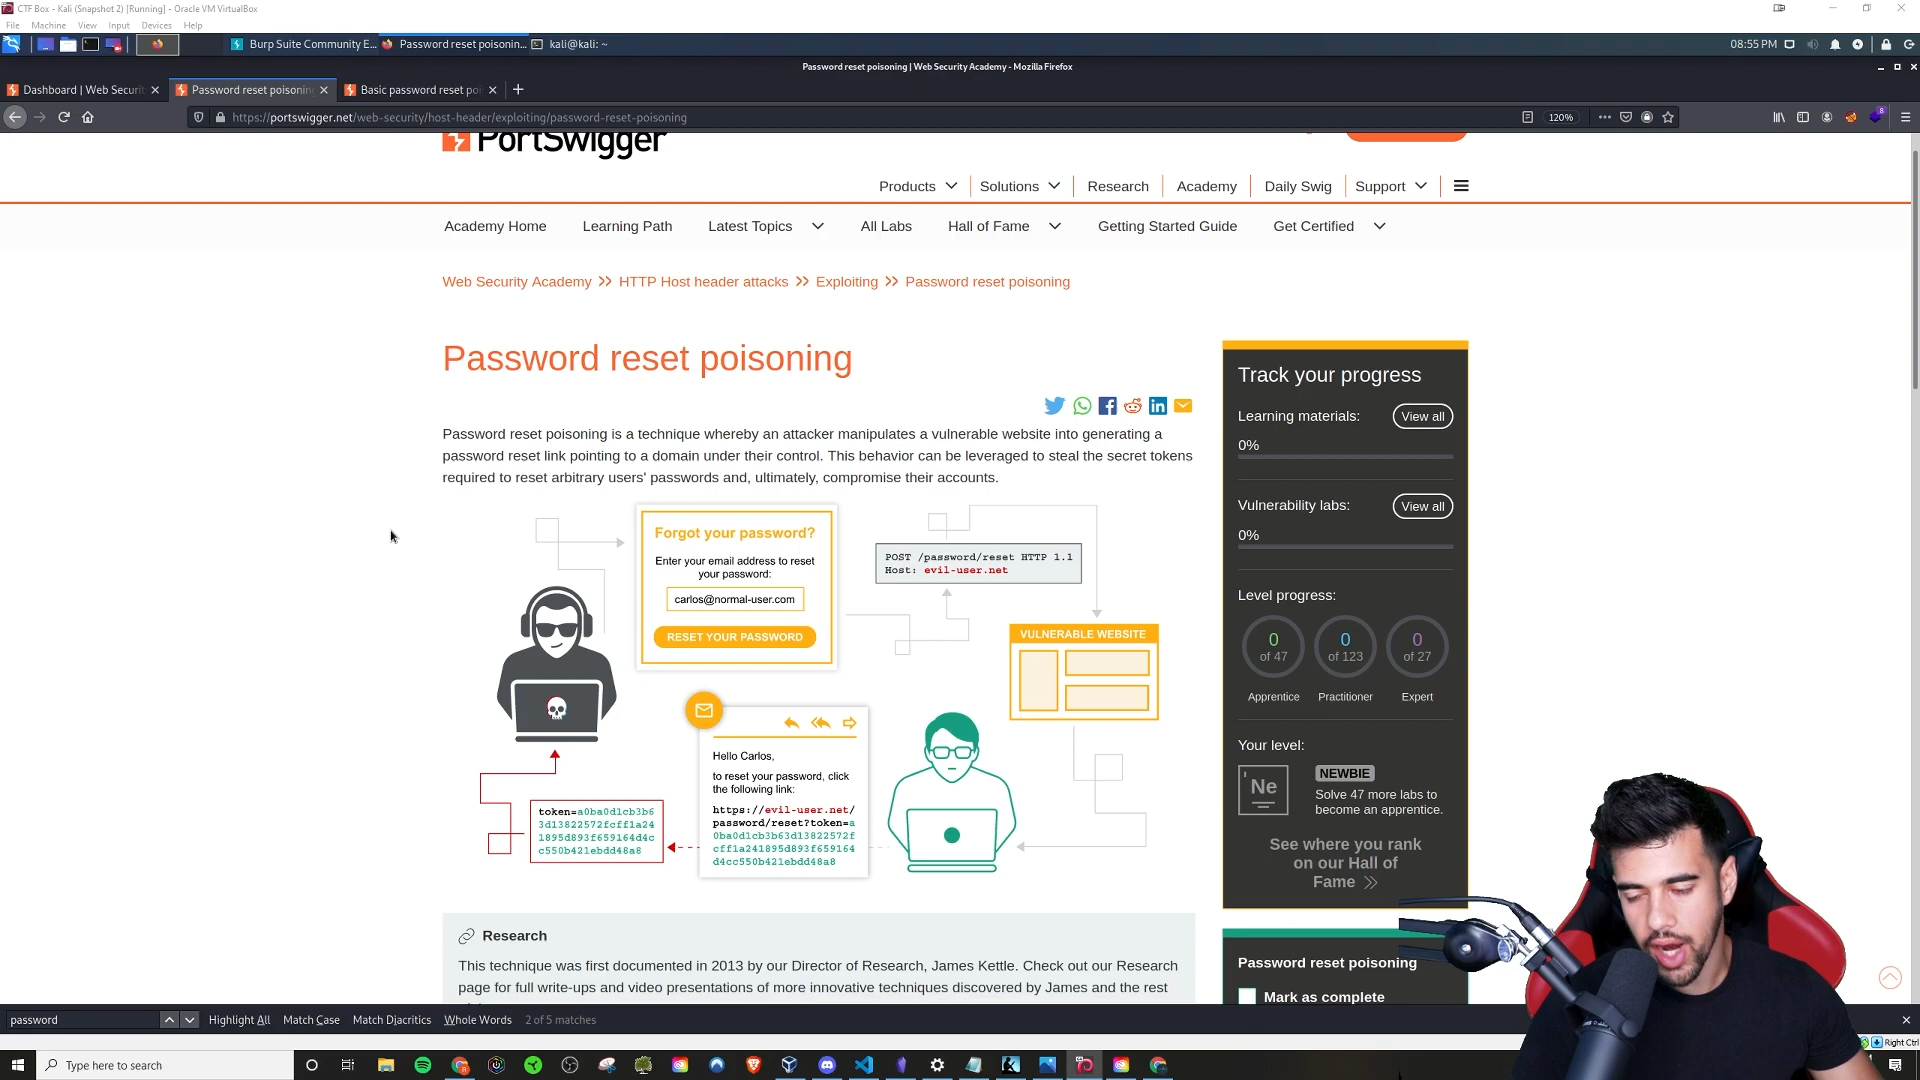 CTF Box - Kali (Snapshot 2) [Running] - Oracle VM VirtualBox
File Machine View Input Devices Help
Burp Suite Community E... Password reset poisonin... kali@kali: ~ 08:55 PM
Password reset poisoning | Web Security Academy - Mozilla Firefox
Dashboard | Web Securit Password reset poisoning Basic password reset poi
https://portswigger.net/web-security/host-header/exploiting/password-reset-poisoning 120% 8
PortSwigger
Products Solutions Research Academy Daily Swig Support
Academy Home Learning Path Latest Topics All Labs Hall of Fame Getting Started Guide Get Certified
Web Security Academy >> HTTP Host header attacks >> Exploiting >> Password reset poisoning
Password reset poisoning
Password reset poisoning is a technique whereby an attacker manipulates a vulnerable website into generating a
password reset link pointing to a domain under their control. This behavior can be leveraged to steal the secret tokens
required to reset arbitrary users' passwords and, ultimately, compromise their accounts.
Forgot your password?
Enter your email address to reset
your password:
carlos@normal-user.com
RESET YOUR PASSWORD
POST /password/reset HTTP 1.1
Host: evil-user.net
VULNERABLE WEBSITE
Hello Carlos,
to reset your password, click
the following link:
https://evil-user.net/
password/reset?token=a
0ba0d1cb3b63d13822572f
cff1a241895d893f659164
d4cc550b421ebdd48a8
token=a0ba0d1cb3b6
3d13822572fcff1a24
1895d893f659164d4c
c550b421ebdd48a8
Research
This technique was first documented in 2013 by our Director of Research, James Kettle. Check out our Research
page for full write-ups and video presentations of more innovative techniques discovered by James and the rest
Track your progress
Learning materials: View all
0%
Vulnerability labs: View all
0%
Level progress:
0 of 47
0 of 123
0 of 27
Apprentice Practitioner Expert
Your level:
Ne
NEWBIE
Solve 47 more labs to
become an apprentice.
See where you rank
on our Hall of
Fame >>
Password reset poisoning
Mark as complete
password Highlight All Match Case Match Diacritics Whole Words 2 of 5 matches
Right Ctrl
Type here to search